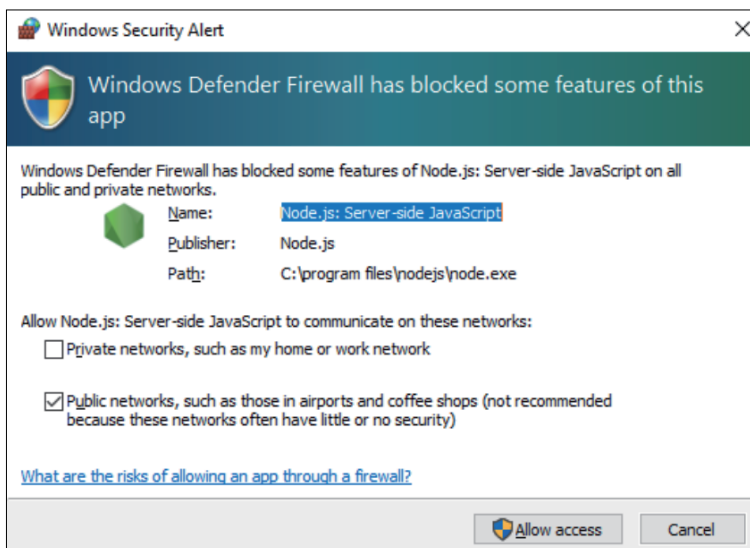 Windows Security Alert
Windows Defender Firewall has blocked some features of this
app
Windows Defender Firewall has blocked some features of Node.js: Server-side JavaScript on all
public and private networks.
Name: Node.js: Server-side JavaScript
Publisher: Node.js
Path: C:\program files\nodejs\node.exe
Allow Node.js: Server-side JavaScript to communicate on these networks:
Private networks, such as my home or work network
Public networks, such as those in airports and coffee shops (not recommended
because these networks often have little or no security)
What are the risks of allowing an app through a firewall?
Allow access Cancel